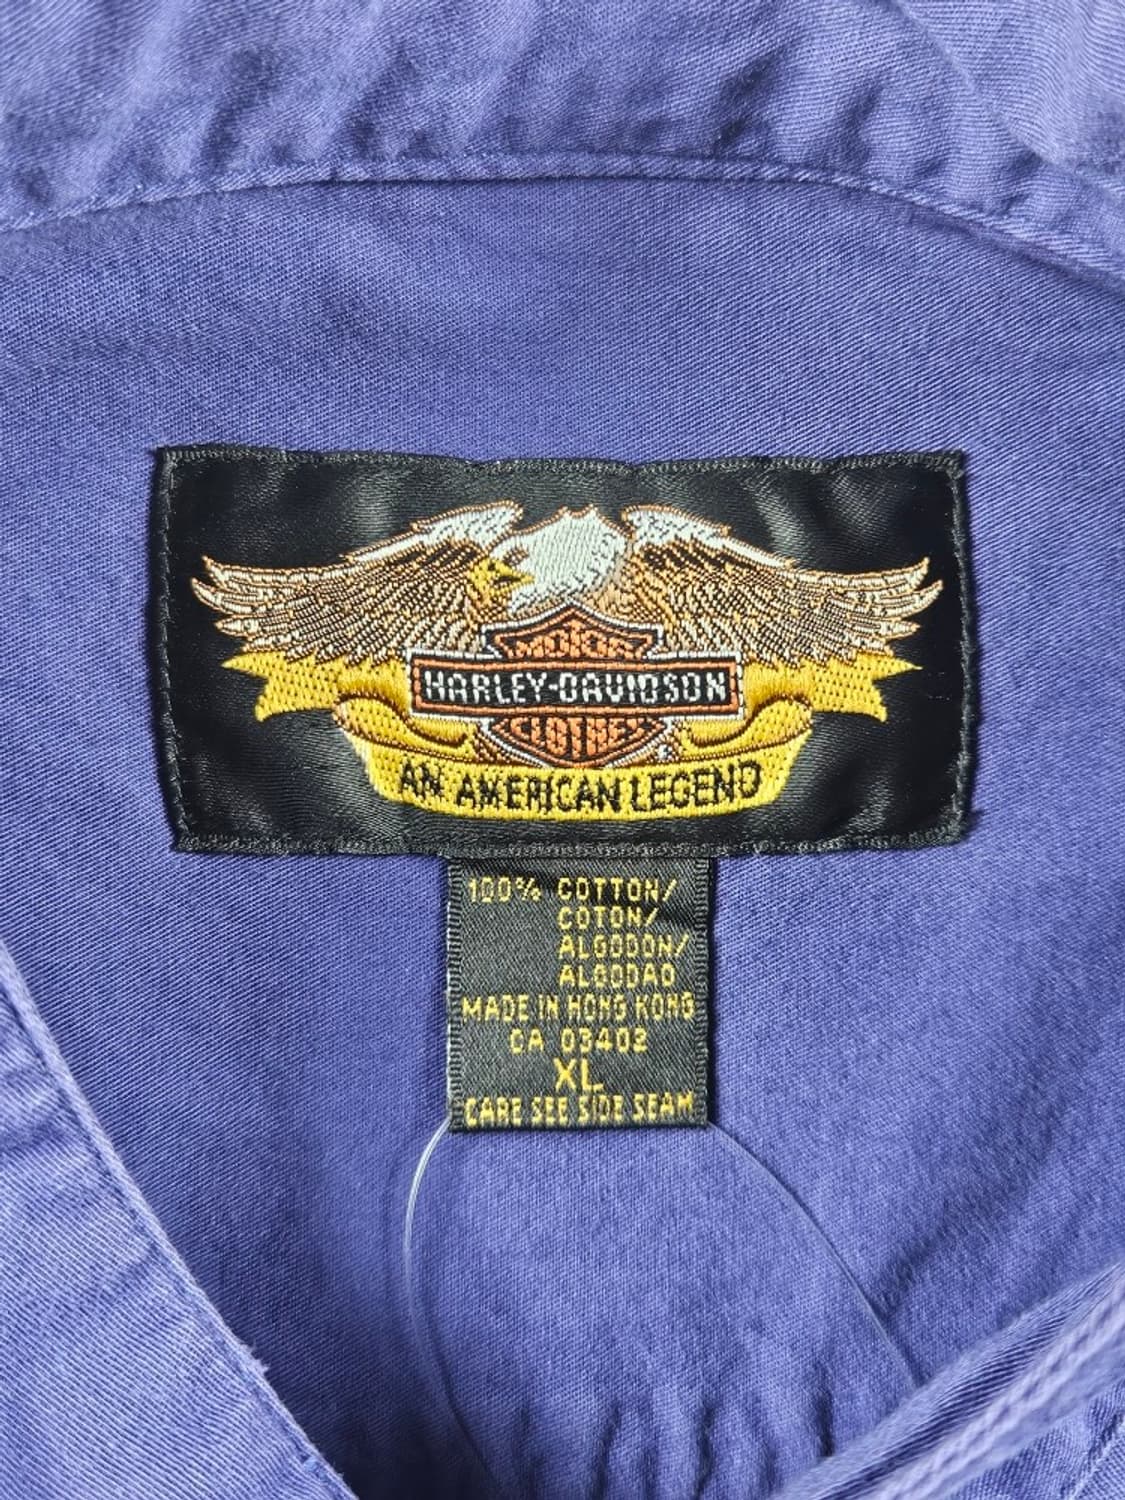 MOTOR
HARLEY-DAVIDSON
CLOTHES
®
AN AMERICAN LEGEND
100% COTTON/
COTON/
ALGODON/
ALGODAO
MADE IN HONG KONG
CA 03402
XL
CARE SEE SIDE SEAM